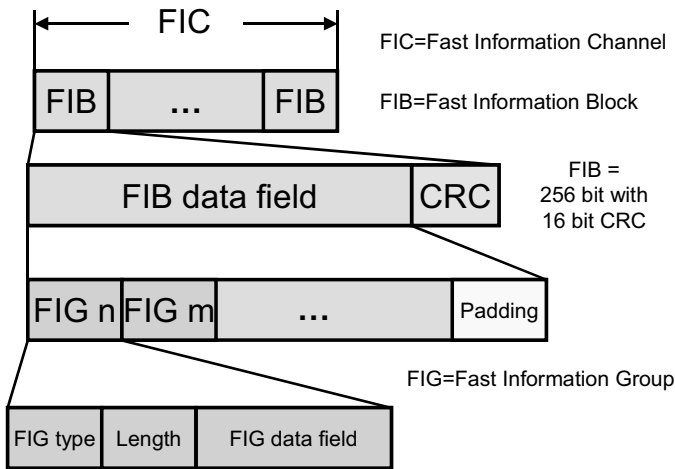 FIC
FIC=Fast Information Channel
FIB
...
FIB
FIB=Fast Information Block
FIB data field
CRC
FIB =
256 bit with
16 bit CRC
FIG n
FIG m
...
Padding
FIG=Fast Information Group
FIG type
Length
FIG data field